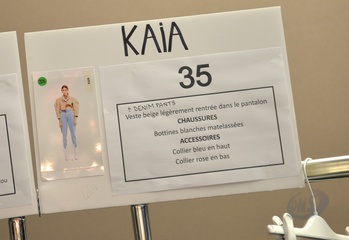 KAIA
35
+ DENIM PANTS
Veste beige légèrement rentrée dans le pantalon
CHAUSSURES
Bottines blanches matelassées
ACCESSOIRES
Collier bleu en haut
Collier rose en bas